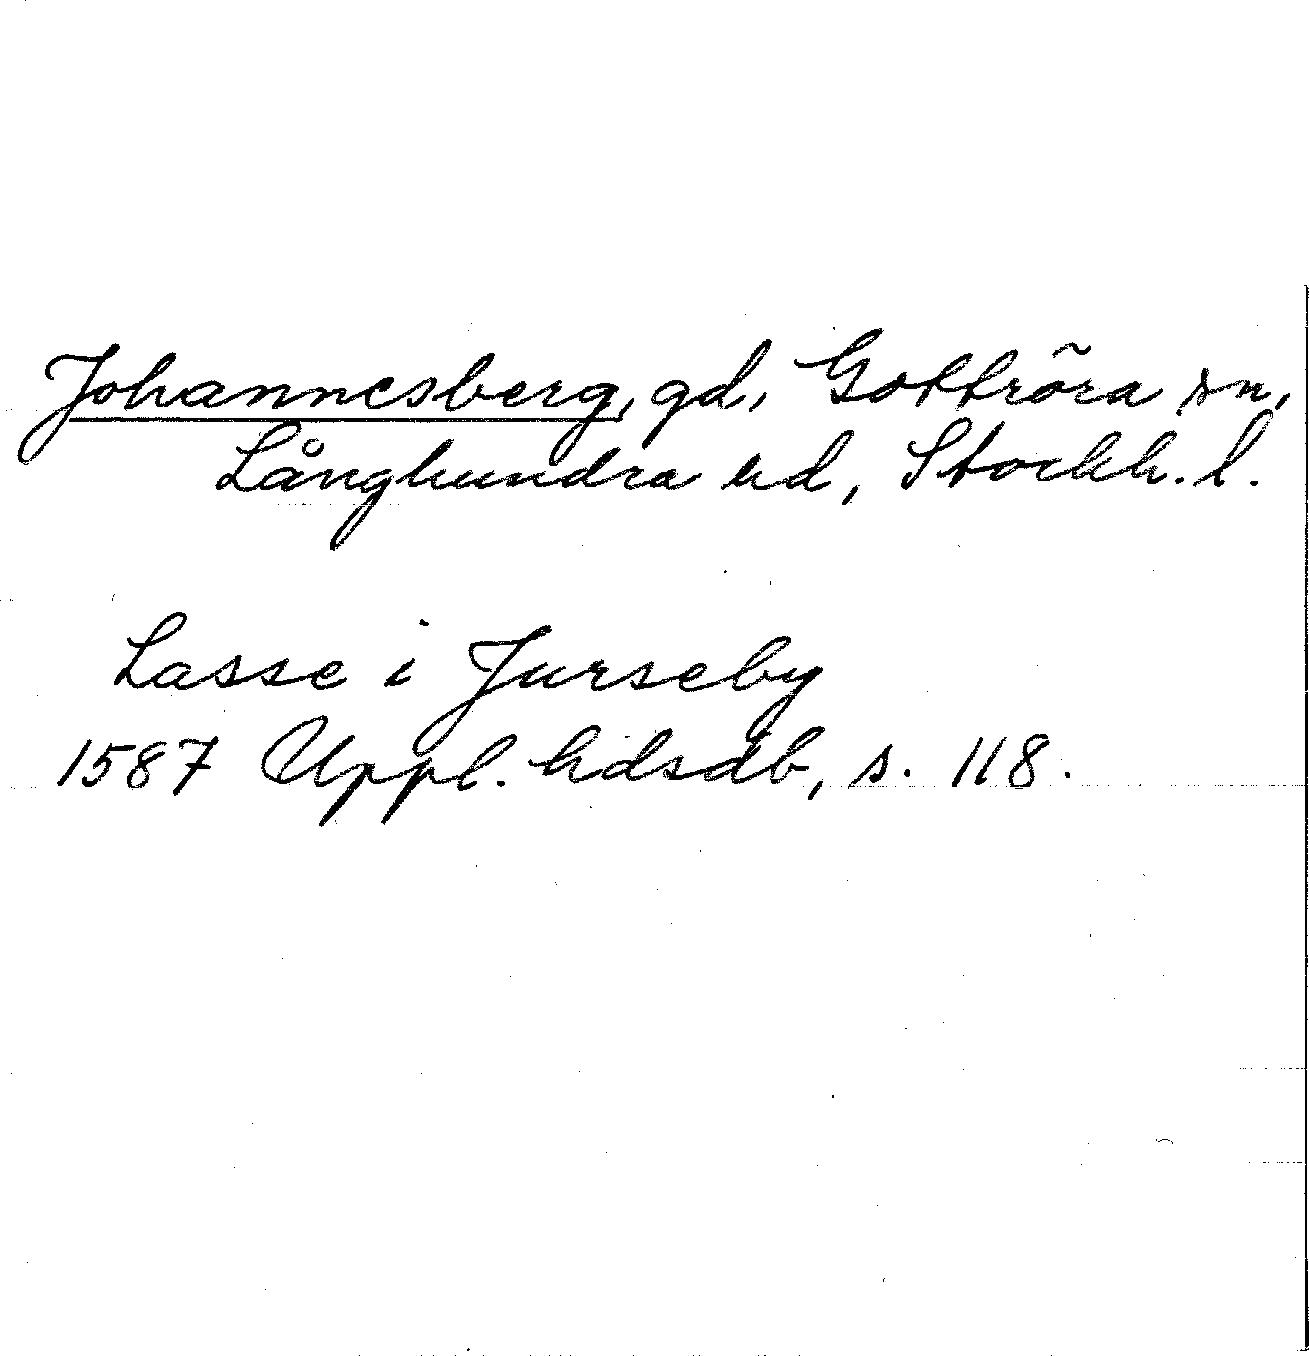 Johannesberg, gd, Gottröra sn,
Långhundra hd, Stockh. l.
Lasse i Jurseby
1587 Uppl. hdsdb, s. 118.